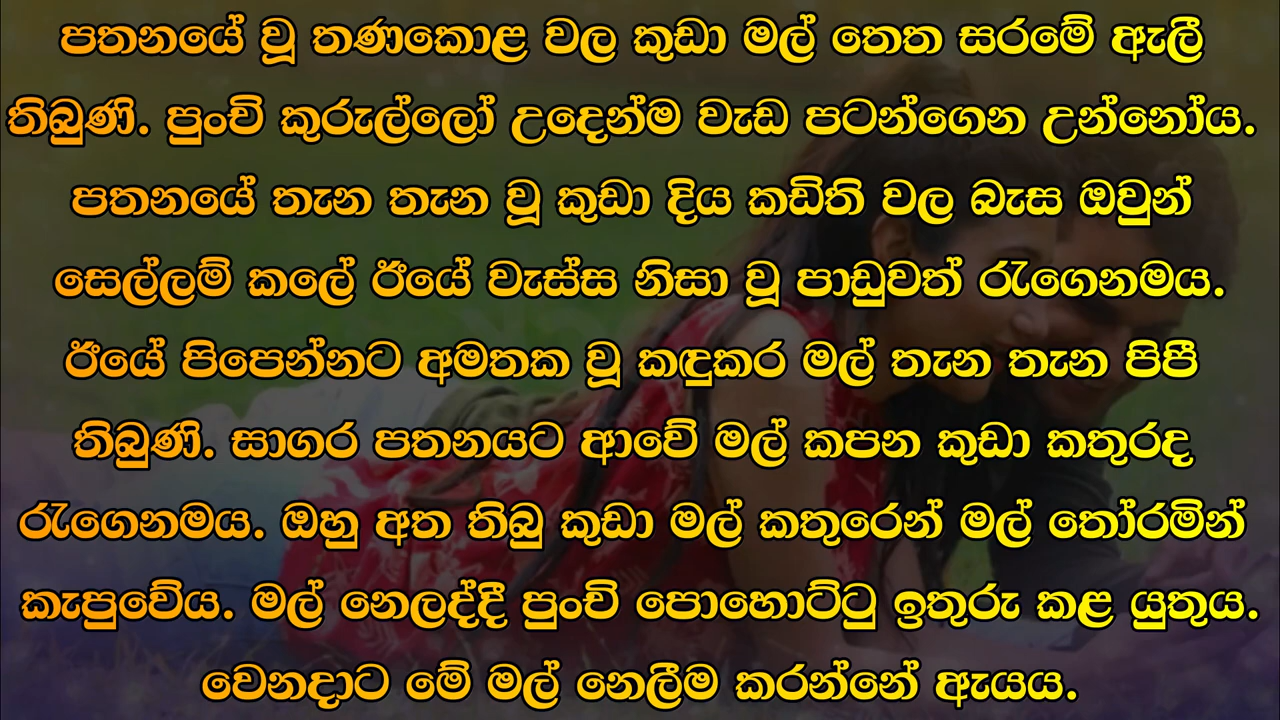 පතනයේ වූ තණකොළ වල කුඩා මල් තෙත සරමේ ඇලී
තිබුණි. පුංචි කුරුල්ලෝ උදෙන්ම වැඩ පටන්ගෙන උන්නෝය.
පතනයේ තැන තැන වූ කුඩා දිය කඩිති වල බැස ඔවුන්
සෙල්ලම් කලේ ඊයේ වැස්ස නිසා වූ පාඩුවත් රැගෙනමය.
ඊයේ පිපෙන්නට අමතක වූ කඳුකර මල් තැන තැන පිපී
තිබුණි. සාගර පතනයට ආවේ මල් කපන කුඩා කතුරද
රැගෙනමය. ඔහු අත තිබු කුඩා මල් කතුරෙන් මල් තෝරමින්
කැපුවේය. මල් නෙලද්දී පුංචි පොහොට්ටු ඉතුරු කළ යුතුය.
වෙනදාට මේ මල් නෙලීම කරන්නේ ඇයය.